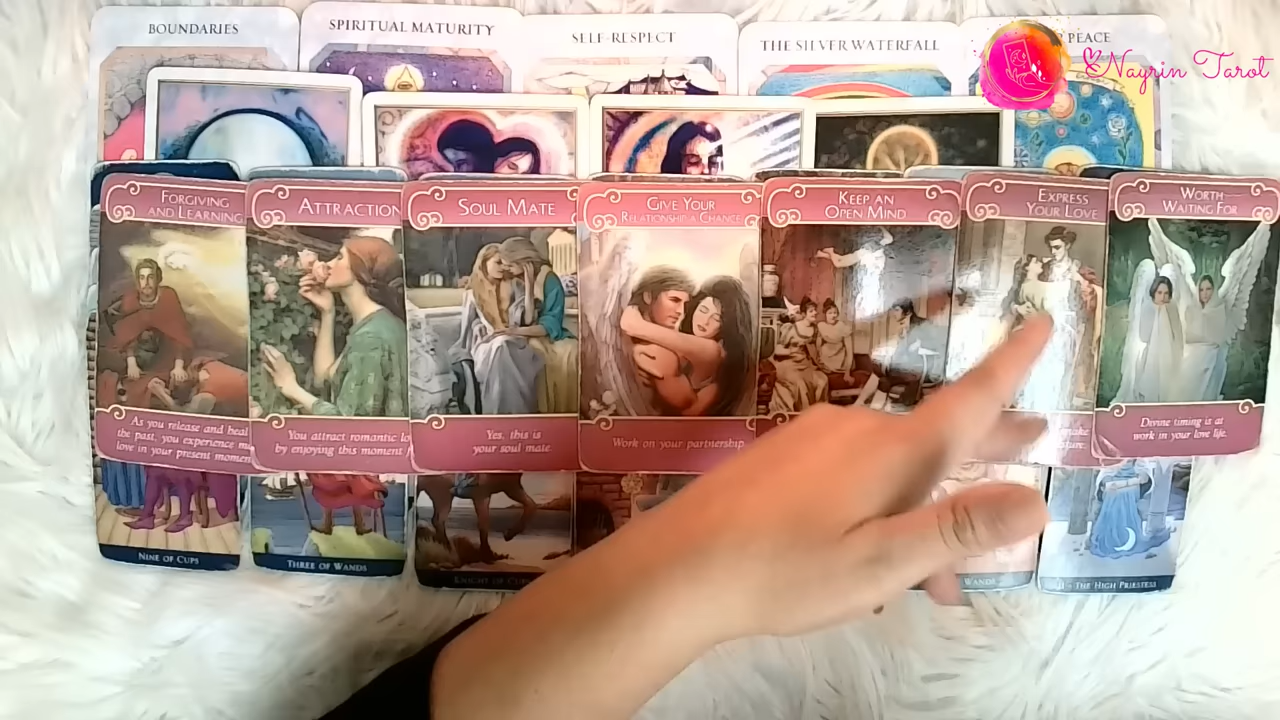 BOUNDARIES
SPIRITUAL MATURITY
SELF-RESPECT
THE SILVER WATERFALL
PEACE
Nayrin Tarot
FORGIVING
AND LEARNING
ATTRACTION
SOUL MATE
GIVE YOUR
RELATIONSHIP A CHANCE
KEEP AN
OPEN MIND
EXPRESS
YOUR LOVE
WORTH
WAITING FOR
As you release and heal
the past, you experience
love in your present
You attract romantic
by enjoying this moment
Yes, this is
your soul mate.
Work on your partnership.
Divine timing is at
work in your love life.
NINE OF CUPS
THREE OF WANDS
KNIGHT OF CUPS
WANDS
THE HIGH PRIESTESS